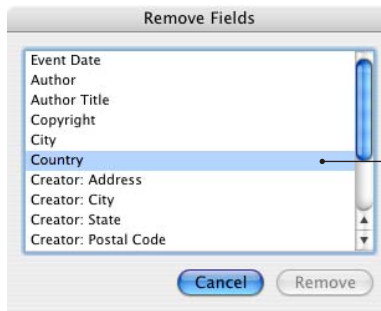 Remove Fields
Event Date
Author
Author Title
Copyright
City
Country
Creator: Address
Creator: City
Creator: State
Creator: Postal Code
Cancel Remove